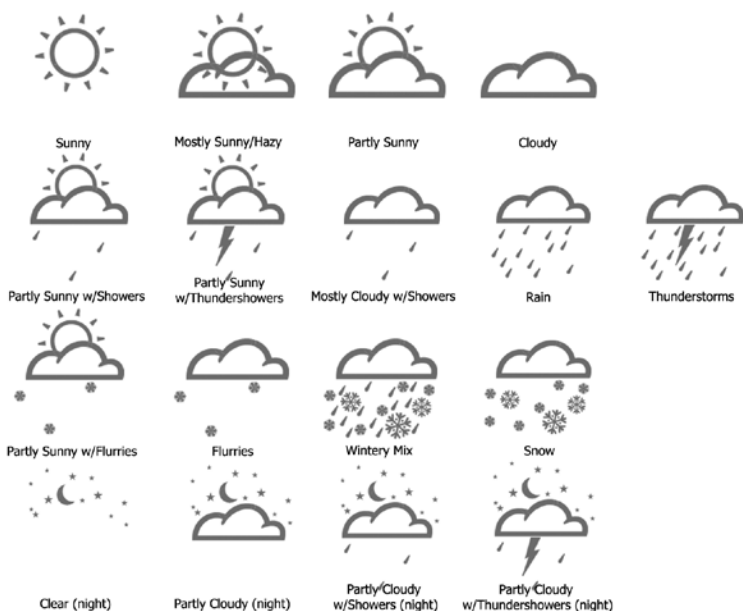 Sunny
Mostly Sunny/Hazy
Partly Sunny
Cloudy
Partly Sunny w/Showers
Partly Sunny
w/Thundershowers
Mostly Cloudy w/Showers
Rain
Thunderstorms
Partly Sunny w/Flurries
Flurries
Wintery Mix
Snow
Clear (night)
Partly Cloudy (night)
Partly Cloudy
w/Showers (night)
Partly Cloudy
w/Thundershowers (night)